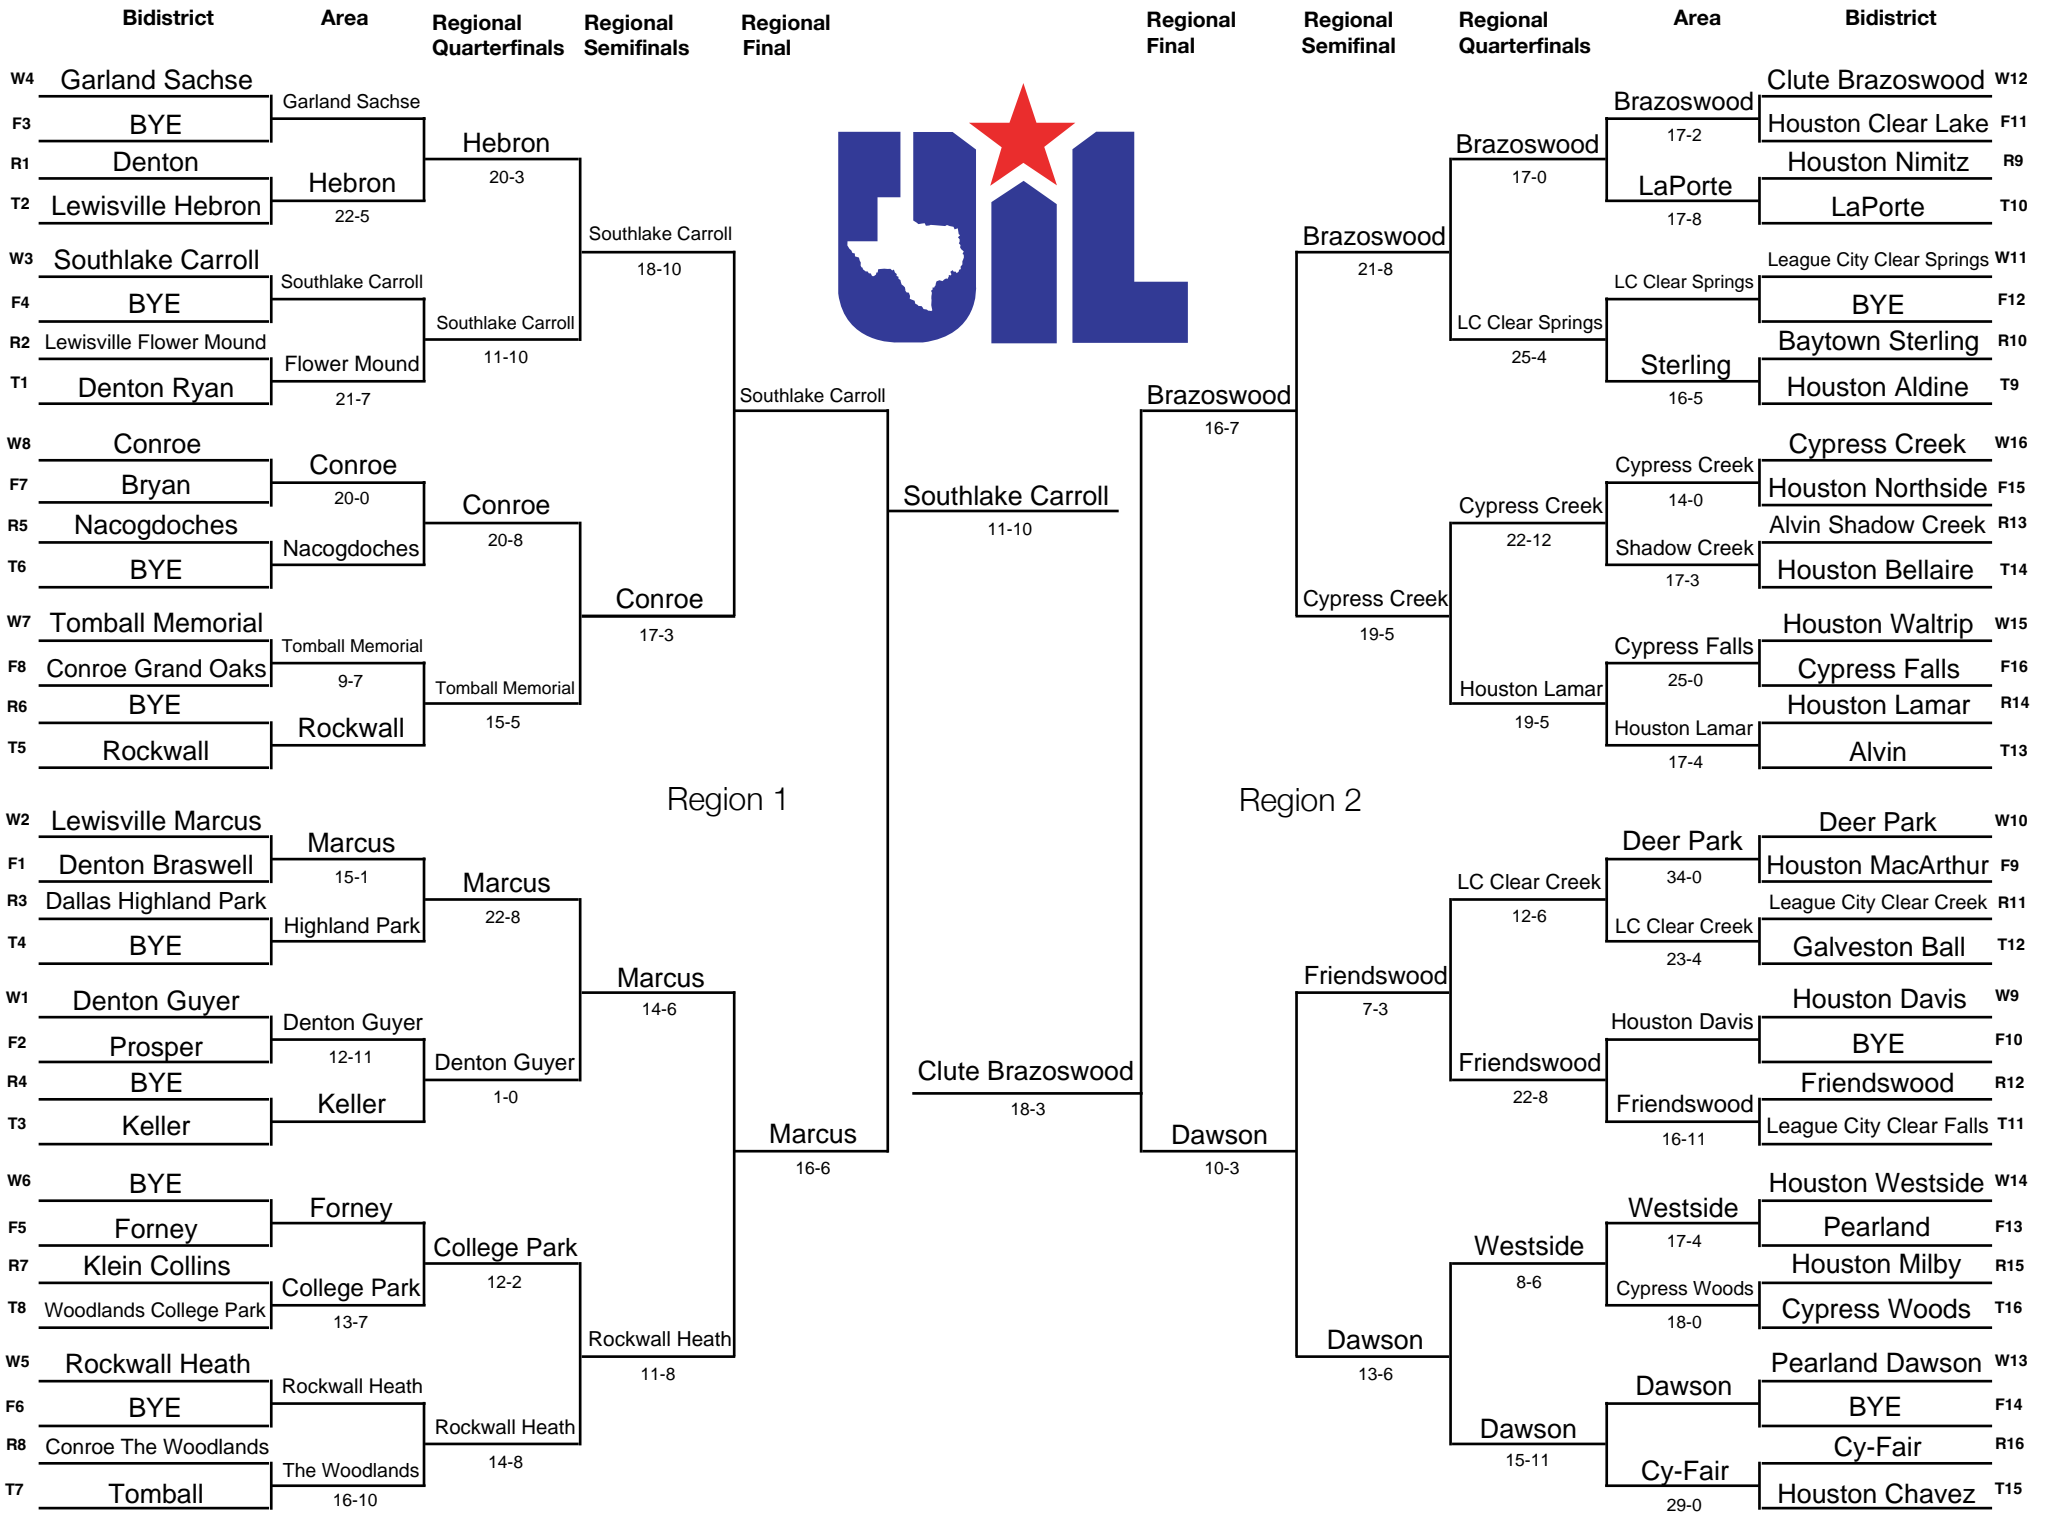 Bidistrict
Area
Regional
Quarterfinals
Regional
Semifinals
Regional
Final
Regional
Final
Regional
Semifinal
Regional
Quarterfinals
Area
Bidistrict
W4 Garland Sachse
F3 BYE
R1 Denton
T2 Lewisville Hebron
W3 Southlake Carroll
F4 BYE
R2 Lewisville Flower Mound
T1 Denton Ryan
W8 Conroe
F7 Bryan
R5 Nacogdoches
T6 BYE
W7 Tomball Memorial
F8 Conroe Grand Oaks
R6 BYE
T5 Rockwall
W2 Lewisville Marcus
F1 Denton Braswell
R3 Dallas Highland Park
T4 BYE
W1 Denton Guyer
F2 Prosper
R4 BYE
T3 Keller
W6 BYE
F5 Forney
R7 Klein Collins
T8 Woodlands College Park
W5 Rockwall Heath
F6 BYE
R8 Conroe The Woodlands
T7 Tomball
Garland Sachse
Hebron
22-5
Southlake Carroll
Flower Mound
21-7
Conroe
20-0
Nacogdoches
Tomball Memorial
9-7
Rockwall
Marcus
15-1
Highland Park
Denton Guyer
12-11
Keller
Forney
College Park
13-7
Rockwall Heath
The Woodlands
16-10
Hebron
20-3
Southlake Carroll
11-10
Conroe
20-8
Tomball Memorial
15-5
Marcus
22-8
Denton Guyer
1-0
College Park
12-2
Rockwall Heath
14-8
Southlake Carroll
18-10
Conroe
17-3
Marcus
14-6
Rockwall Heath
11-8
Southlake Carroll
Marcus
16-6
Region 1
UIL
Southlake Carroll
11-10
Clute Brazoswood
18-3
Region 2
Brazoswood
16-7
Dawson
10-3
Brazoswood
21-8
Cypress Creek
19-5
Friendswood
7-3
Dawson
13-6
Brazoswood
17-0
LC Clear Springs
25-4
Cypress Creek
22-12
Houston Lamar
19-5
LC Clear Creek
12-6
Friendswood
22-8
Westside
8-6
Dawson
15-11
Brazoswood
17-2
LaPorte
17-8
LC Clear Springs
Sterling
16-5
Cypress Creek
14-0
Shadow Creek
17-3
Cypress Falls
25-0
Houston Lamar
17-4
Deer Park
34-0
LC Clear Creek
23-4
Houston Davis
Friendswood
16-11
Westside
17-4
Cypress Woods
18-0
Dawson
Cy-Fair
29-0
Clute Brazoswood W12
Houston Clear Lake F11
Houston Nimitz R9
LaPorte T10
League City Clear Springs W11
BYE F12
Baytown Sterling R10
Houston Aldine T9
Cypress Creek W16
Houston Northside F15
Alvin Shadow Creek R13
Houston Bellaire T14
Houston Waltrip W15
Cypress Falls F16
Houston Lamar R14
Alvin T13
Deer Park W10
Houston MacArthur F9
League City Clear Creek R11
Galveston Ball T12
Houston Davis W9
BYE F10
Friendswood R12
League City Clear Falls T11
Houston Westside W14
Pearland F13
Houston Milby R15
Cypress Woods T16
Pearland Dawson W13
BYE F14
Cy-Fair R16
Houston Chavez T15